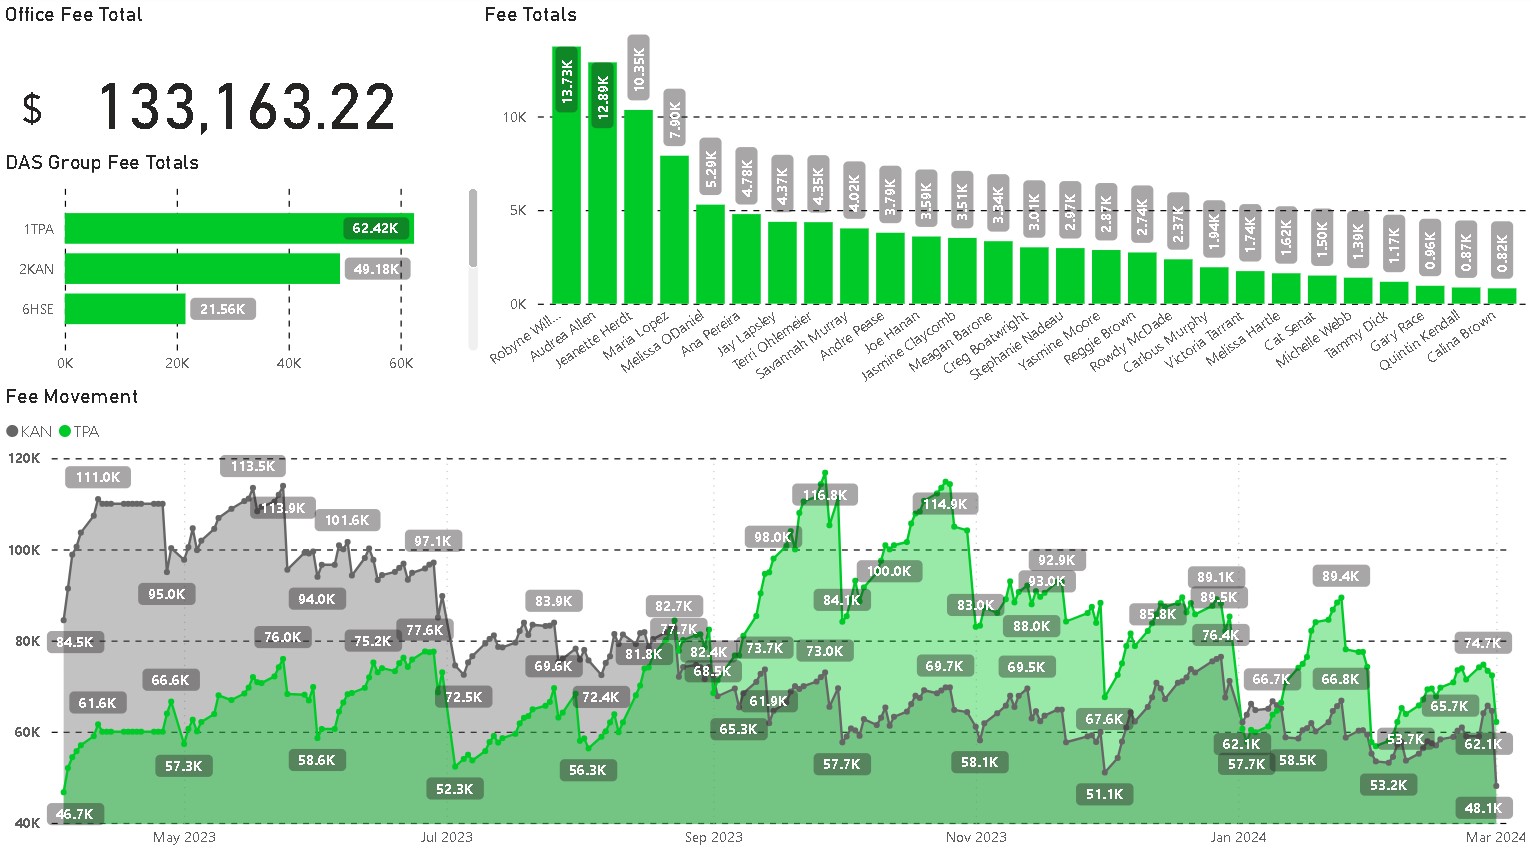 Office Fee Total
$ 133,163.22
DAS Group Fee Totals
1TPA 62.42K
2KAN 49.18K
6HSE 21.56K
0K 20K 40K 60K
Fee Totals
10K
5K
0K
13.73K 12.89K 10.35K 7.90K 5.29K 4.78K 4.37K 4.35K 4.02K 3.79K 3.59K 3.51K 3.34K 3.01K 2.97K 2.87K 2.74K 2.37K 1.94K 1.74K 1.62K 1.50K 1.39K 1.17K 0.96K 0.87K 0.82K
Robyne Will...
Audrea Allen
Jeanette Herdt
Maria Lopez
Melissa ODaniel
Ana Pereira
Jay Lapsley
Terri Ohlemeier
Savannah Murray
Andre Pease
Joe Hanan
Jasmine Claycomb
Meagan Barone
Creg Boatwright
Stephanie Nadeau
Yasmine Moore
Reggie Brown
Rowdy McDade
Carlous Murphy
Victoria Tarrant
Melissa Hartle
Cat Senat
Michelle Webb
Tammy Dick
Gary Race
Quintin Kendall
Calina Brown
Fee Movement
KAN TPA
120K
100K
80K
60K
40K
84.5K 111.0K 95.0K 113.5K 113.9K 94.0K 101.6K 97.1K 72.5K 83.9K 69.6K 72.4K 81.8K 82.7K 68.5K 65.3K 73.7K 61.9K 73.0K 57.7K 69.7K 58.1K 69.5K 51.1K 76.4K 62.1K 66.7K 58.5K 66.8K 53.2K 65.7K 48.1K
46.7K 61.6K 66.6K 57.3K 76.0K 58.6K 75.2K 77.6K 52.3K 56.3K 77.7K 82.4K 98.0K 116.8K 84.1K 100.0K 114.9K 83.0K 93.0K 88.0K 92.9K 67.6K 85.8K 89.1K 89.5K 57.7K 89.4K 53.7K 74.7K 62.1K
May 2023 Jul 2023 Sep 2023 Nov 2023 Jan 2024 Mar 2024